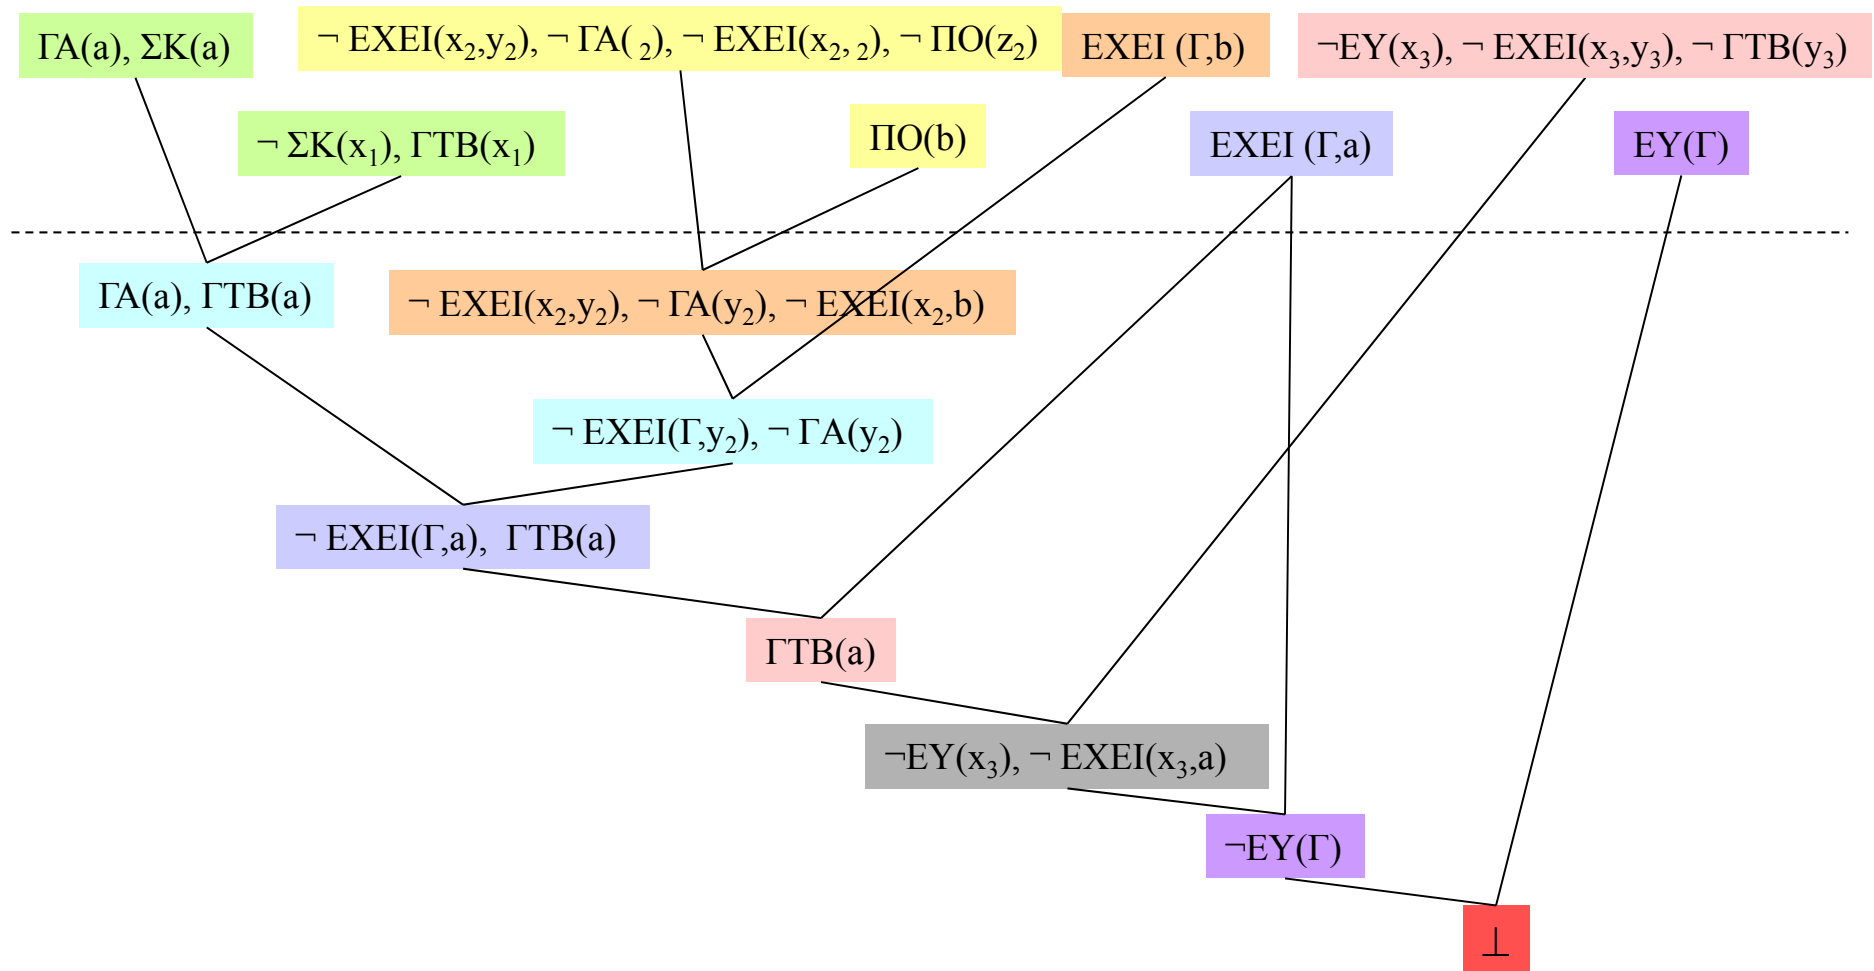 ΓΑ(a), ΣΚ(a)
¬ ΕΧΕΙ(x₂,y₂), ¬ ΓΑ( ₂), ¬ ΕΧΕΙ(x₂, ₂), ¬ ΠΟ(z₂)
ΕΧΕΙ (Γ,b)
¬ΕΥ(x₃), ¬ ΕΧΕΙ(x₃,y₃), ¬ ΓΤΒ(y₃)
¬ ΣΚ(x₁), ΓΤΒ(x₁)
ΠΟ(b)
ΕΧΕΙ (Γ,a)
ΕΥ(Γ)
ΓΑ(a), ΓΤΒ(a)
¬ ΕΧΕΙ(x₂,y₂), ¬ ΓΑ(y₂), ¬ ΕΧΕΙ(x₂,b)
¬ ΕΧΕΙ(Γ,y₂), ¬ ΓΑ(y₂)
¬ ΕΧΕΙ(Γ,a), ΓΤΒ(a)
ΓΤΒ(a)
¬ΕΥ(x₃), ¬ ΕΧΕΙ(x₃,a)
¬ΕΥ(Γ)
⊥